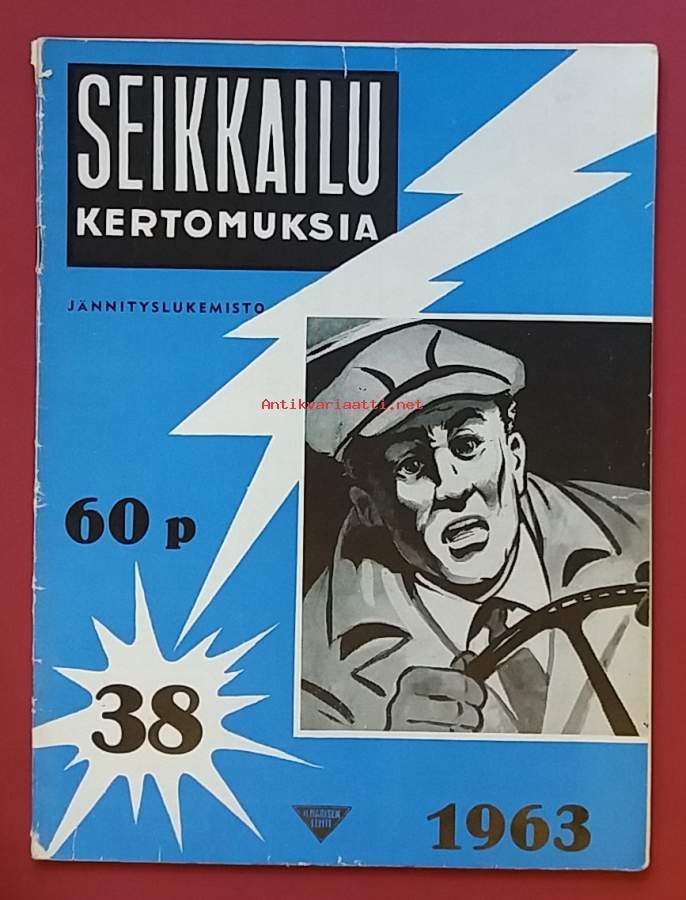 SEIKKAILU
KERTOMUKSIA
JÄNNITYSLUKEMISTO
Antikvariaatti.net
60 p
38
1963